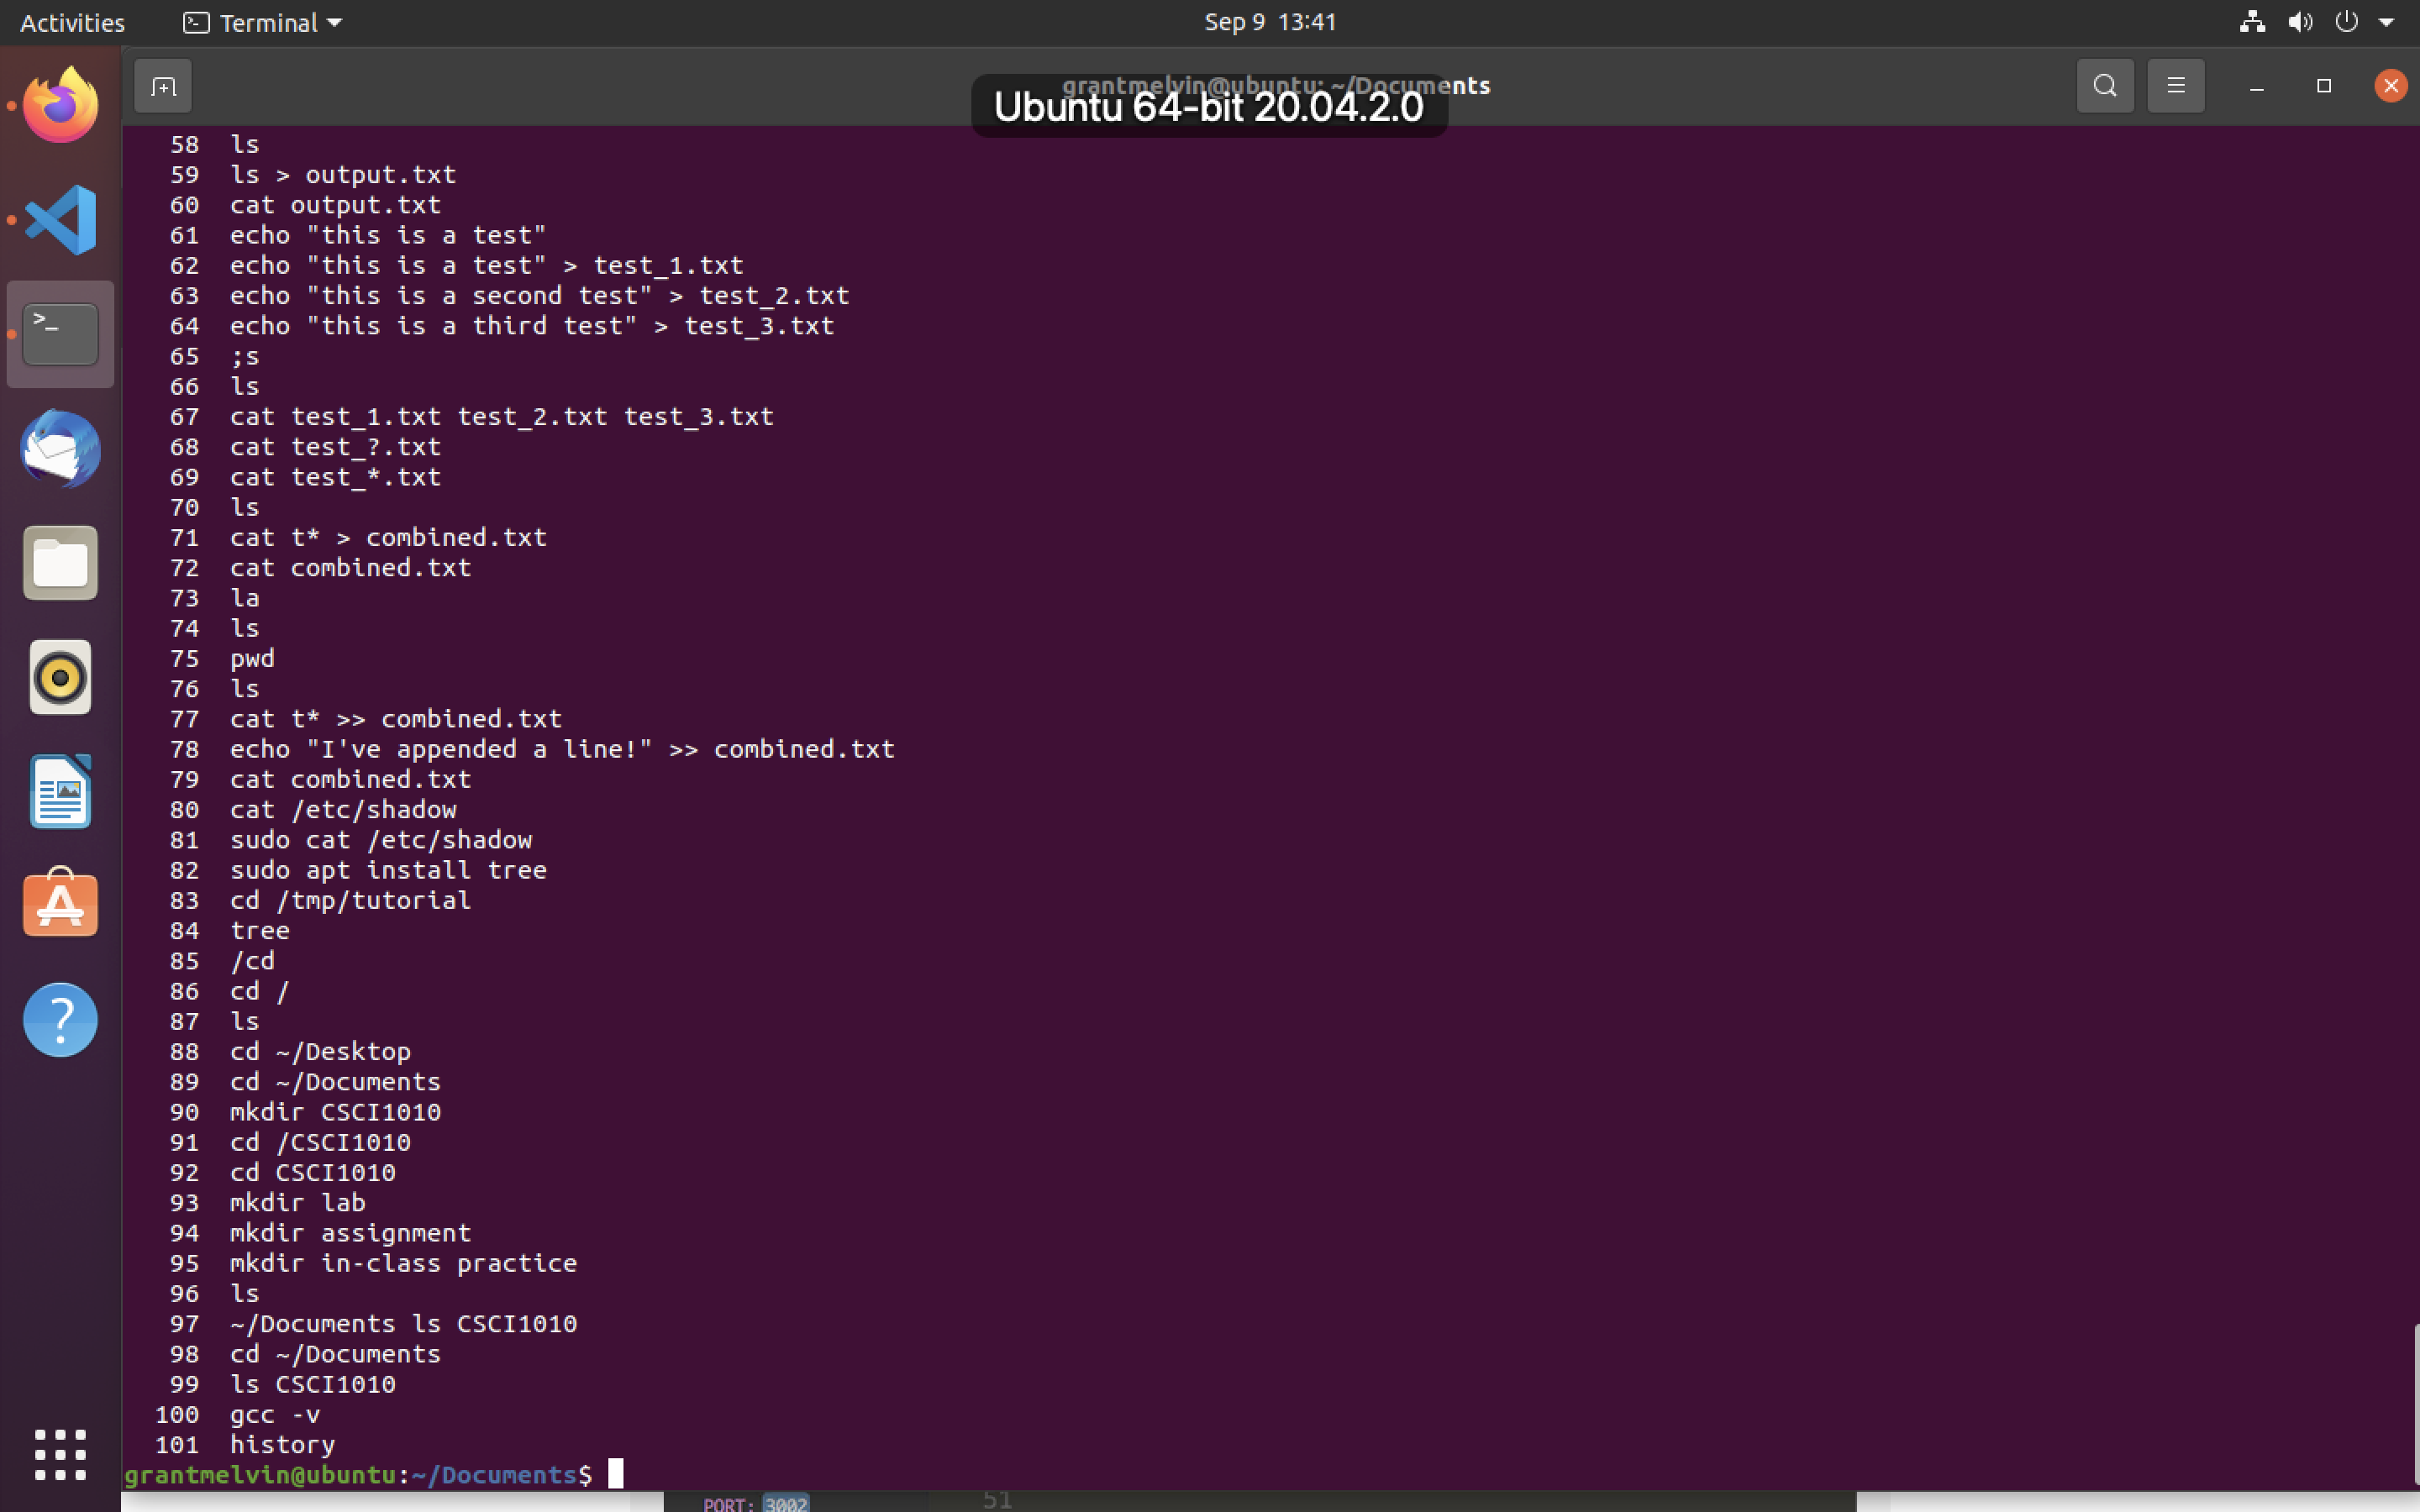 Activities Terminal Sep 9 13:41
grantmelvin@ubuntu: ~/Documents
Ubuntu 64-bit 20.04.2.0
58 ls
59 ls > output.txt
60 cat output.txt
61 echo "this is a test"
62 echo "this is a test" > test_1.txt
63 echo "this is a second test" > test_2.txt
64 echo "this is a third test" > test_3.txt
65 ;s
66 ls
67 cat test_1.txt test_2.txt test_3.txt
68 cat test_?.txt
69 cat test_*.txt
70 ls
71 cat t* > combined.txt
72 cat combined.txt
73 la
74 ls
75 pwd
76 ls
77 cat t* >> combined.txt
78 echo "I've appended a line!" >> combined.txt
79 cat combined.txt
80 cat /etc/shadow
81 sudo cat /etc/shadow
82 sudo apt install tree
83 cd /tmp/tutorial
84 tree
85 /cd
86 cd /
87 ls
88 cd ~/Desktop
89 cd ~/Documents
90 mkdir CSCI1010
91 cd /CSCI1010
92 cd CSCI1010
93 mkdir lab
94 mkdir assignment
95 mkdir in-class practice
96 ls
97 ~/Documents ls CSCI1010
98 cd ~/Documents
99 ls CSCI1010
100 gcc -v
101 history
grantmelvin@ubuntu:~/Documents$
PORT: 3002 51